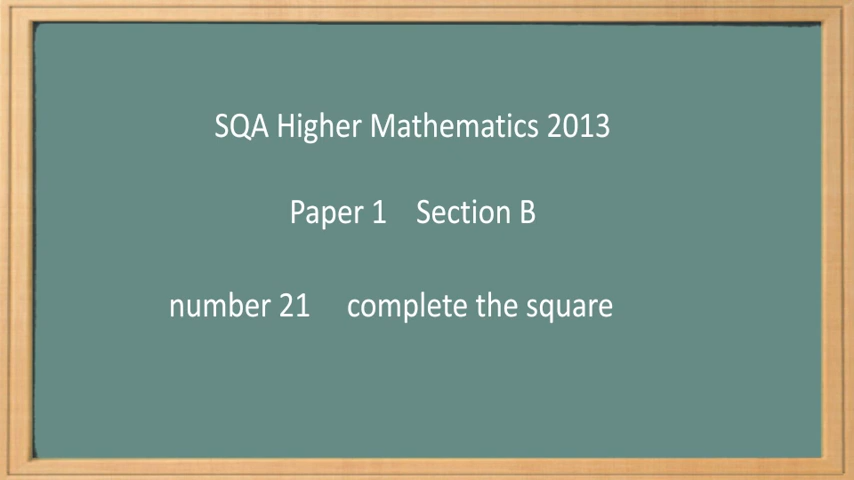 SQA Higher Mathematics 2013
Paper 1 Section B
number 21 complete the square